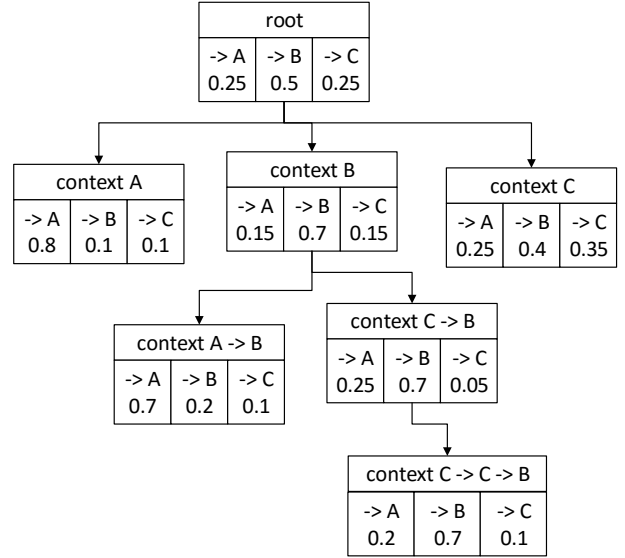 root
-> A -> B -> C
0.25 0.5 0.25
context A
-> A -> B -> C
0.8 0.1 0.1
context B
-> A -> B -> C
0.15 0.7 0.15
context C
-> A -> B -> C
0.25 0.4 0.35
context A -> B
-> A -> B -> C
0.7 0.2 0.1
context C -> B
-> A -> B -> C
0.25 0.7 0.05
context C -> C -> B
-> A -> B -> C
0.2 0.7 0.1